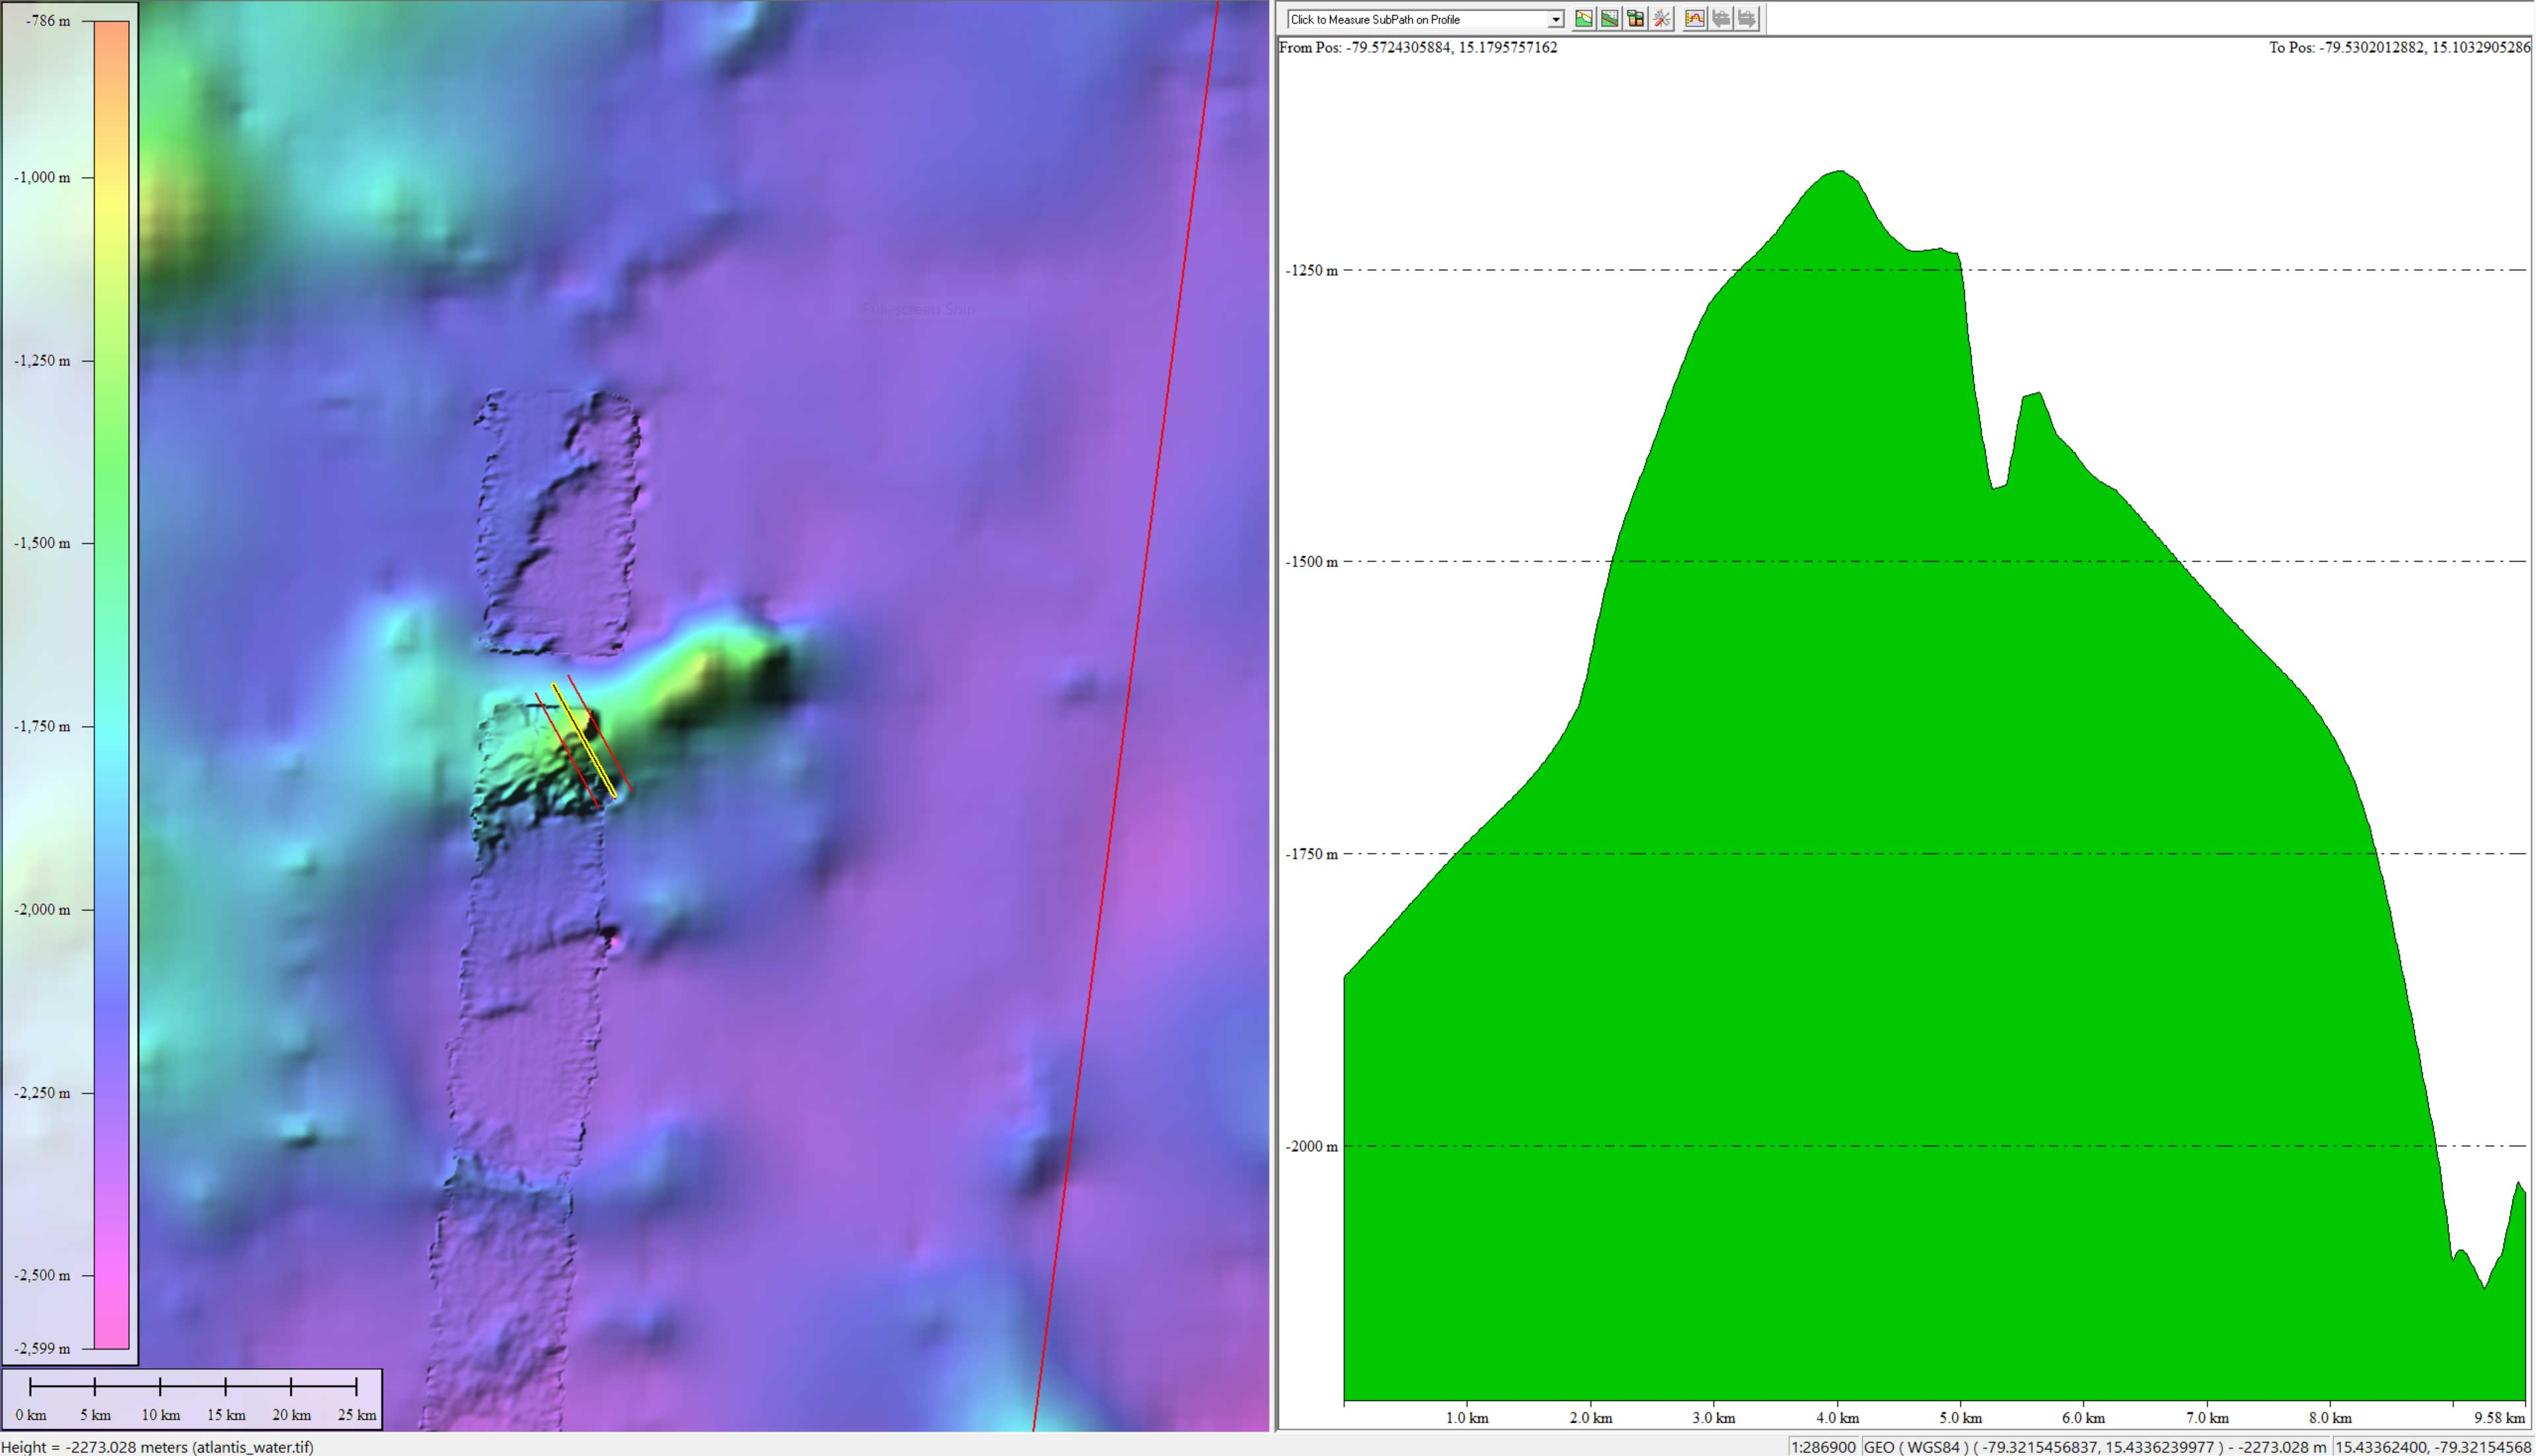 -786 m
-1,000 m
-1,250 m
-1,500 m
-1,750 m
-2,000 m
-2,250 m
-2,500 m
-2,599 m
0 km 5 km 10 km 15 km 20 km 25 km
Full-screen Snip
Click to Measure SubPath on Profile
From Pos: -79.5724305884, 15.1795757162 To Pos: -79.5302012882, 15.1032905286
-1250 m
-1500 m
-1750 m
-2000 m
1.0 km 2.0 km 3.0 km 4.0 km 5.0 km 6.0 km 7.0 km 8.0 km 9.58 km
Height = -2273.028 meters (atlantis_water.tif) 1:286900 GEO ( WGS84 ) ( -79.3215456837, 15.4336239977 ) - -2273.028 m 15.43362400, -79.32154568